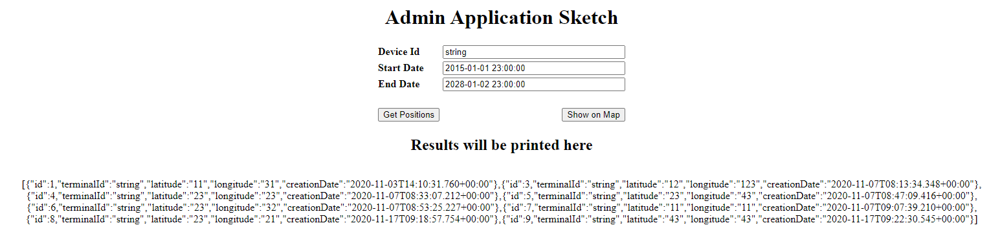 Admin Application Sketch
Device Id string
Start Date 2015-01-01 23:00:00
End Date 2028-01-02 23:00:00
Get Positions Show on Map
Results will be printed here
[{"id":1,"terminalId":"string","latitude":"11","longitude":"31","creationDate":"2020-11-03T14:10:31.760+00:00"},{"id":3,"terminalId":"string","latitude":"12","longitude":"123","creationDate":"2020-11-07T08:13:34.348+00:00"},
{"id":4,"terminalId":"string","latitude":"23","longitude":"23","creationDate":"2020-11-07T08:33:07.212+00:00"},{"id":5,"terminalId":"string","latitude":"23","longitude":"43","creationDate":"2020-11-07T08:47:09.416+00:00"},
{"id":6,"terminalId":"string","latitude":"23","longitude":"32","creationDate":"2020-11-07T08:53:25.227+00:00"},{"id":7,"terminalId":"string","latitude":"11","longitude":"11","creationDate":"2020-11-07T09:07:39.210+00:00"},
{"id":8,"terminalId":"string","latitude":"23","longitude":"21","creationDate":"2020-11-17T09:18:57.754+00:00"},{"id":9,"terminalId":"string","latitude":"43","longitude":"43","creationDate":"2020-11-17T09:22:30.545+00:00"}]